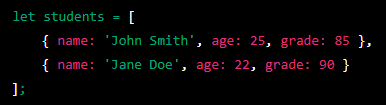 let students = [
    { name: 'John Smith', age: 25, grade: 85 },
    { name: 'Jane Doe', age: 22, grade: 90 }
];